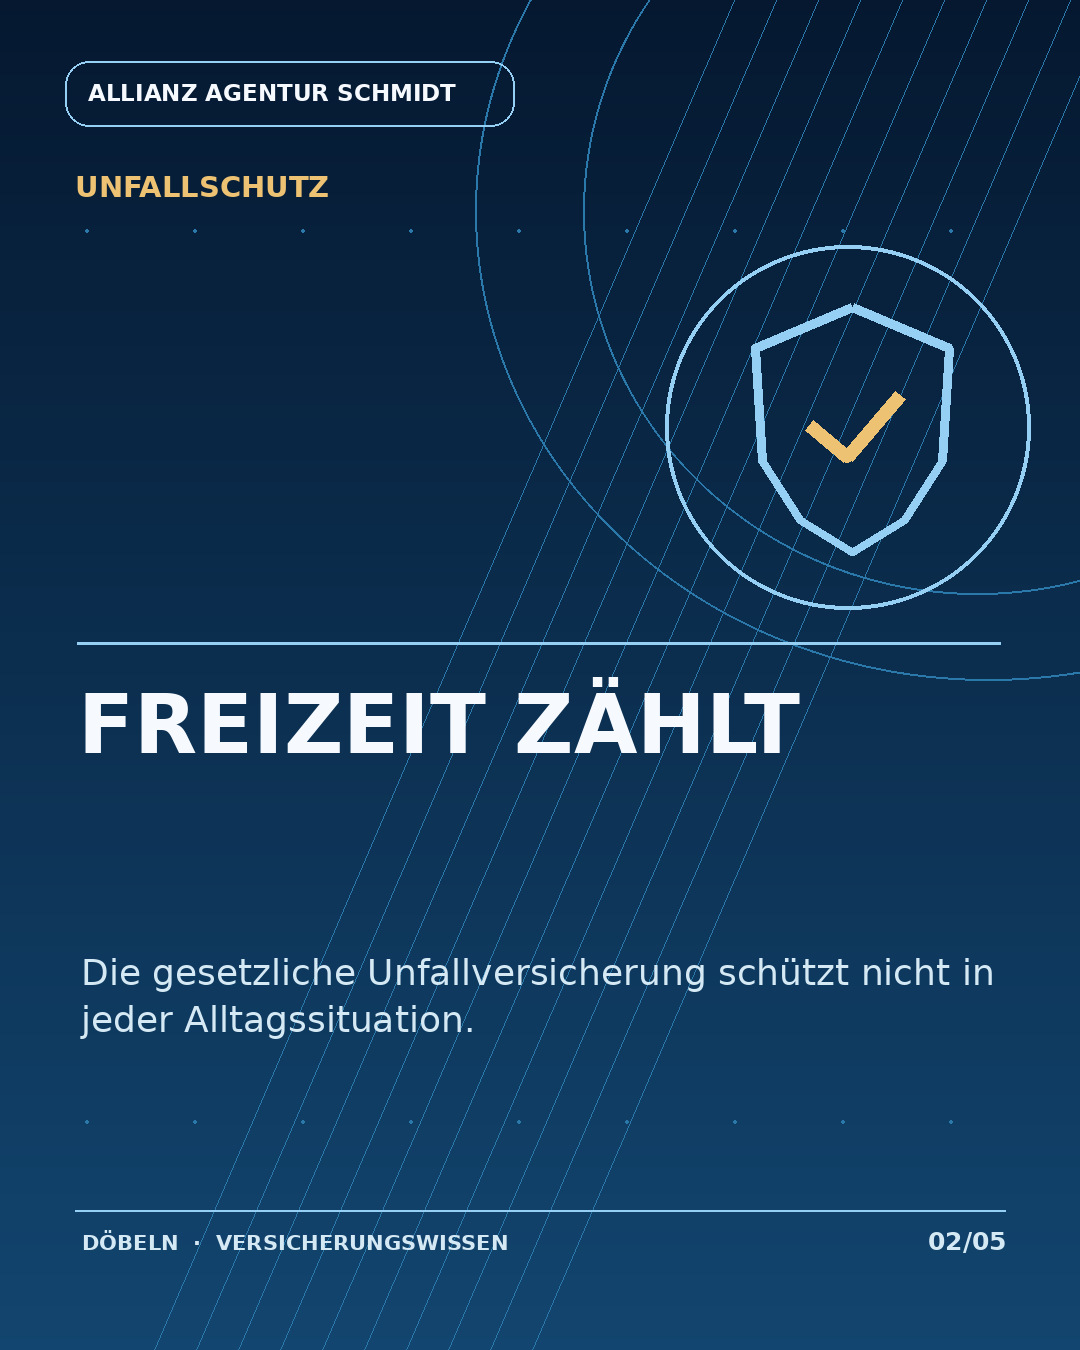 ALLIANZ AGENTUR SCHMIDT
UNFALLSCHUTZ
FREIZEIT ZÄHLT
Die gesetzliche Unfallversicherung schützt nicht in
jeder Alltagssituation.
DÖBELN · VERSICHERUNGSWISSEN
02/05